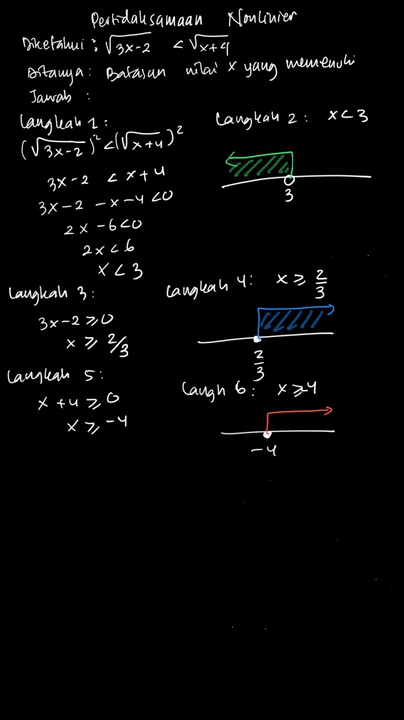 Pertidaksamaan Nonlinier
Diketahui : √3x-2 < √x+4
Ditanya : Batasan nilai x yang memenuhi
Jawab :
Langkah 1 :
(√3x-2)² < (√x+4)²
3x-2 < x+4
3x-2 -x-4<0
2x -6<0
2x < 6
x < 3
Langkah 2 : x < 3
3
Langkah 3 :
3x-2 ≥ 0
x ≥ 2/3
Langkah 4 : x ≥ 2/3
2/3
Langkah 5 :
x +4 ≥ 0
x ≥ -4
Langh 6 : x ≥-4
-4